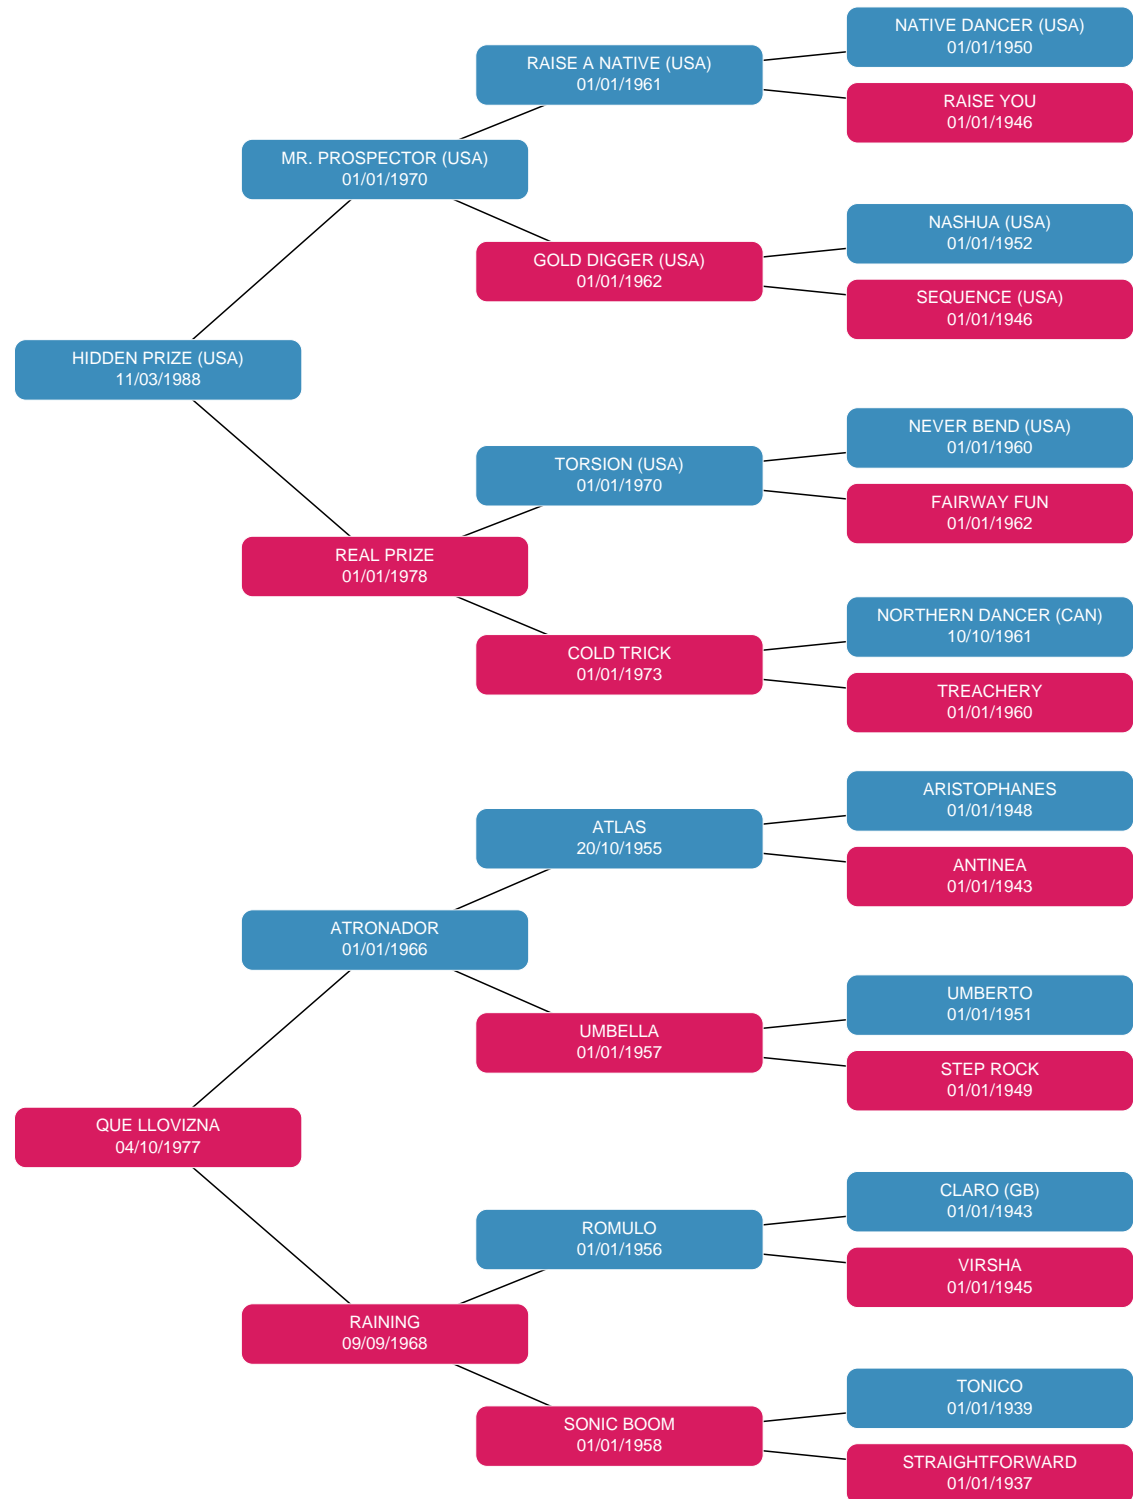 NATIVE DANCER (USA)
01/01/1950
RAISE A NATIVE (USA)
01/01/1961
RAISE YOU
01/01/1946
MR. PROSPECTOR (USA)
01/01/1970
NASHUA (USA)
01/01/1952
GOLD DIGGER (USA)
01/01/1962
SEQUENCE (USA)
01/01/1946
HIDDEN PRIZE (USA)
11/03/1988
NEVER BEND (USA)
01/01/1960
TORSION (USA)
01/01/1970
FAIRWAY FUN
01/01/1962
REAL PRIZE
01/01/1978
NORTHERN DANCER (CAN)
10/10/1961
COLD TRICK
01/01/1973
TREACHERY
01/01/1960
ARISTOPHANES
01/01/1948
ATLAS
20/10/1955
ANTINEA
01/01/1943
ATRONADOR
01/01/1966
UMBERTO
01/01/1951
UMBELLA
01/01/1957
STEP ROCK
01/01/1949
QUE LLOVIZNA
04/10/1977
CLARO (GB)
01/01/1943
ROMULO
01/01/1956
VIRSHA
01/01/1945
RAINING
09/09/1968
TONICO
01/01/1939
SONIC BOOM
01/01/1958
STRAIGHTFORWARD
01/01/1937